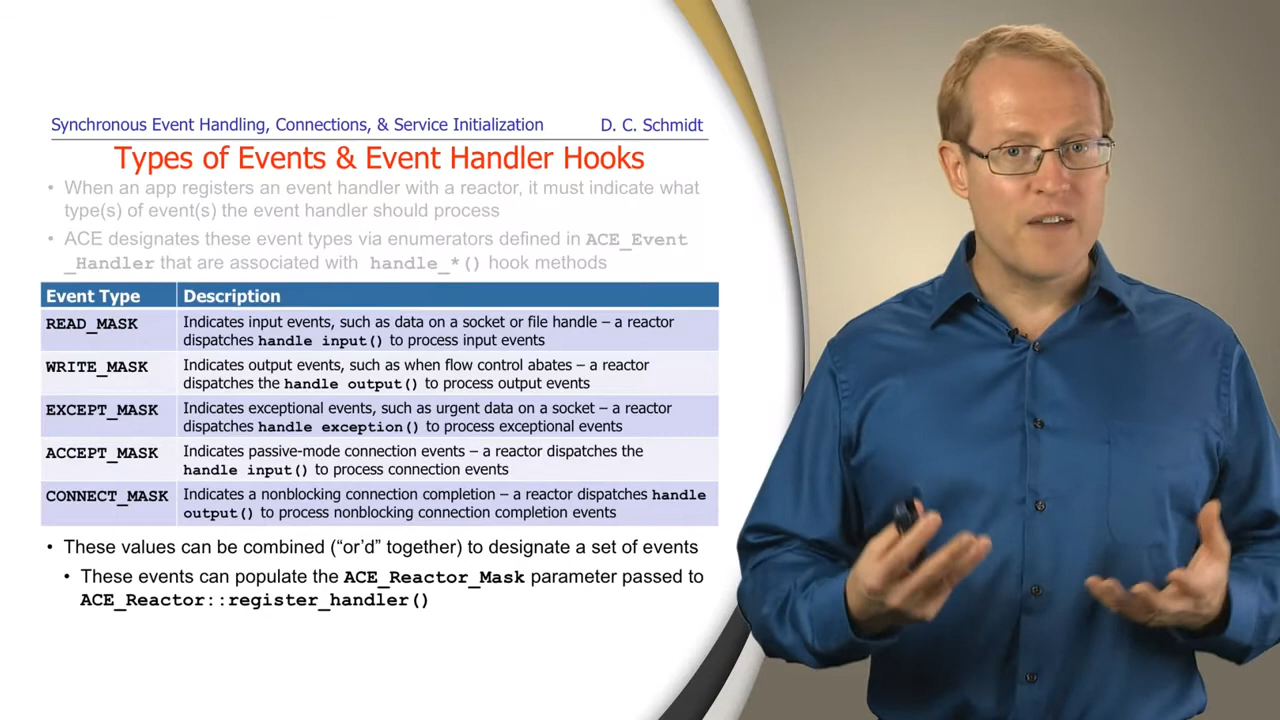 Synchronous Event Handling, Connections, & Service Initialization D. C. Schmidt
Types of Events & Event Handler Hooks
• When an app registers an event handler with a reactor, it must indicate what
type(s) of event(s) the event handler should process
• ACE designates these event types via enumerators defined in ACE_Event
_Handler that are associated with handle_*() hook methods
Event Type Description
READ_MASK Indicates input events, such as data on a socket or file handle – a reactor
dispatches handle input() to process input events
WRITE_MASK Indicates output events, such as when flow control abates – a reactor
dispatches the handle output() to process output events
EXCEPT_MASK Indicates exceptional events, such as urgent data on a socket – a reactor
dispatches handle exception() to process exceptional events
ACCEPT_MASK Indicates passive-mode connection events – a reactor dispatches the
handle input() to process connection events
CONNECT_MASK Indicates a nonblocking connection completion – a reactor dispatches handle
output() to process nonblocking connection completion events
• These values can be combined (“or’d” together) to designate a set of events
• These events can populate the ACE_Reactor_Mask parameter passed to
ACE_Reactor::register_handler()